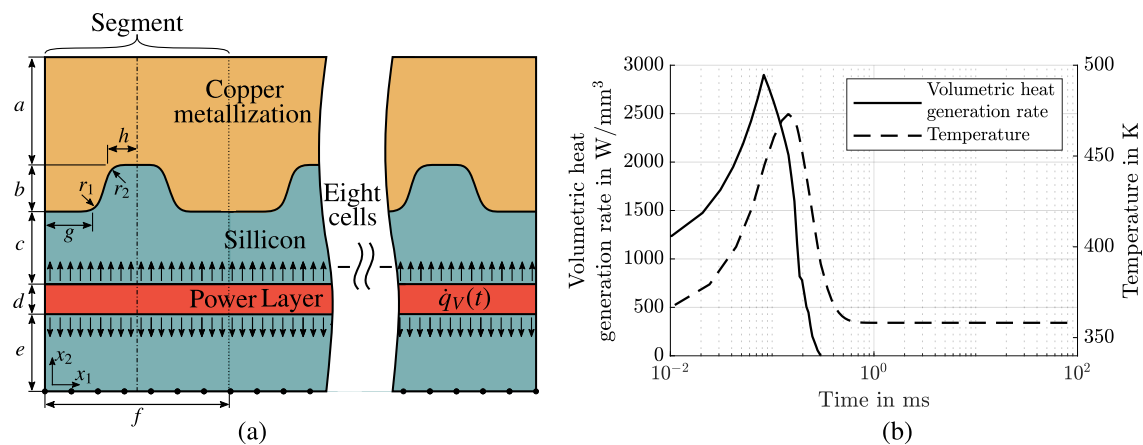 Segment
a
b
c
d
e
h
r1
r2
g
Copper
metallization
Eight
cells
Sillicon
Power Layer
q̇V(t)
x2
x1
f
(a)
3000
2500
2000
1500
1000
500
0
Volumetric heat
generation rate in W/mm³
Volumetric heat
generation rate
Temperature
500
450
400
350
Temperature in K
10⁻²
10⁰
10²
Time in ms
(b)